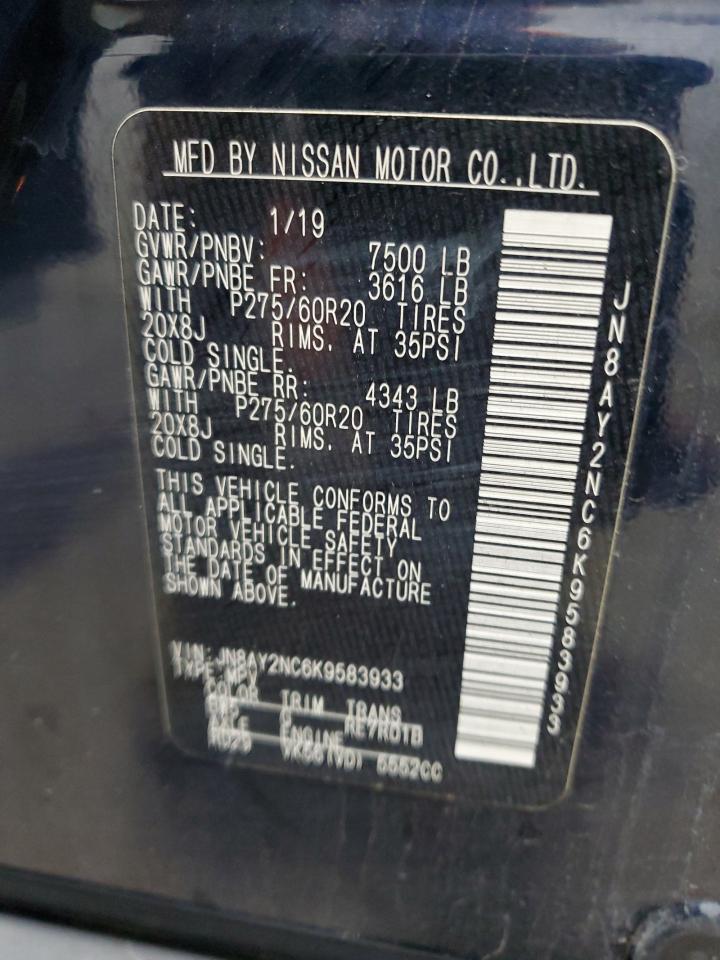 MFD BY NISSAN MOTOR CO.,LTD.
DATE: 1/19
GVWR/PNBV: 7500 LB
GAWR/PNBE FR: 3616 LB
WITH P275/60R20 TIRES
20X8J RIMS. AT 35PSI
COLD SINGLE.
GAWR/PNBE RR: 4343 LB
WITH P275/60R20 TIRES
20X8J RIMS. AT 35PSI
COLD SINGLE.
THIS VEHICLE CONFORMS TO
ALL APPLICABLE FEDERAL
MOTOR VEHICLE SAFETY
STANDARDS IN EFFECT ON
THE DATE OF MANUFACTURE
SHOWN ABOVE.
VIN: JN8AY2NC6K9583933
TYPE:MPV
COLOR TRIM TRANS
G RE7R01B
ENGINE
VK56(VD) 5552CC
JN8AY2NC6K9583933